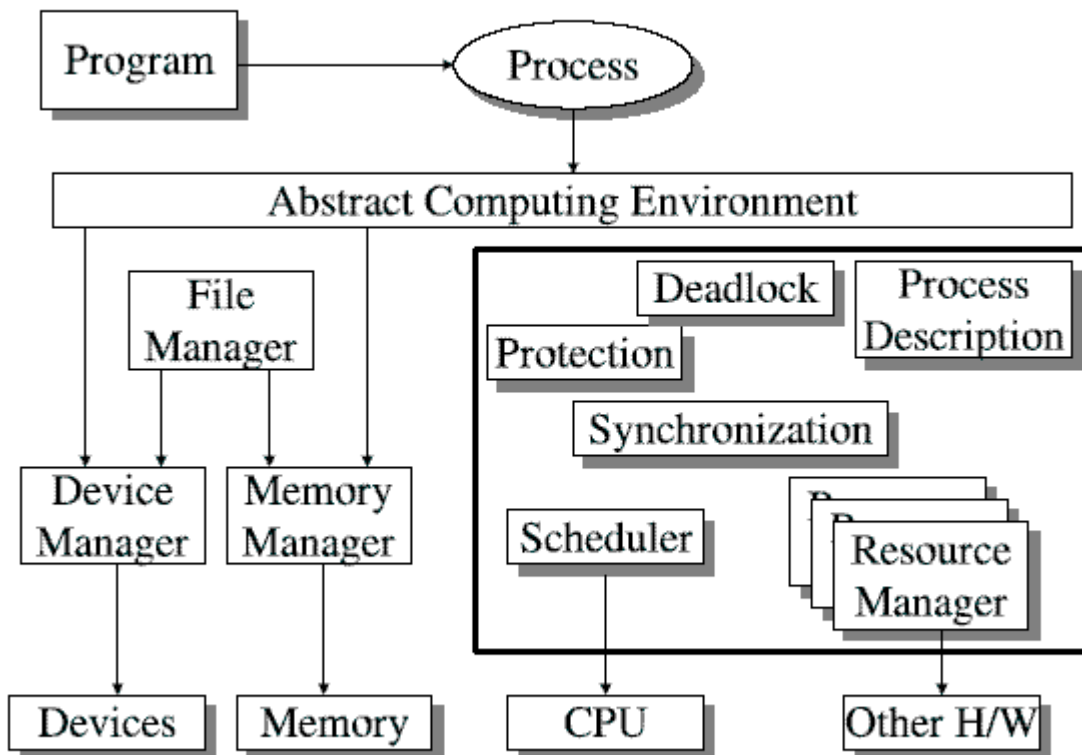 Program
Process
Abstract Computing Environment
File
Manager
Deadlock
Process
Description
Protection
Synchronization
Device
Manager
Memory
Manager
Scheduler
Resource
Manager
Devices
Memory
CPU
Other H/W